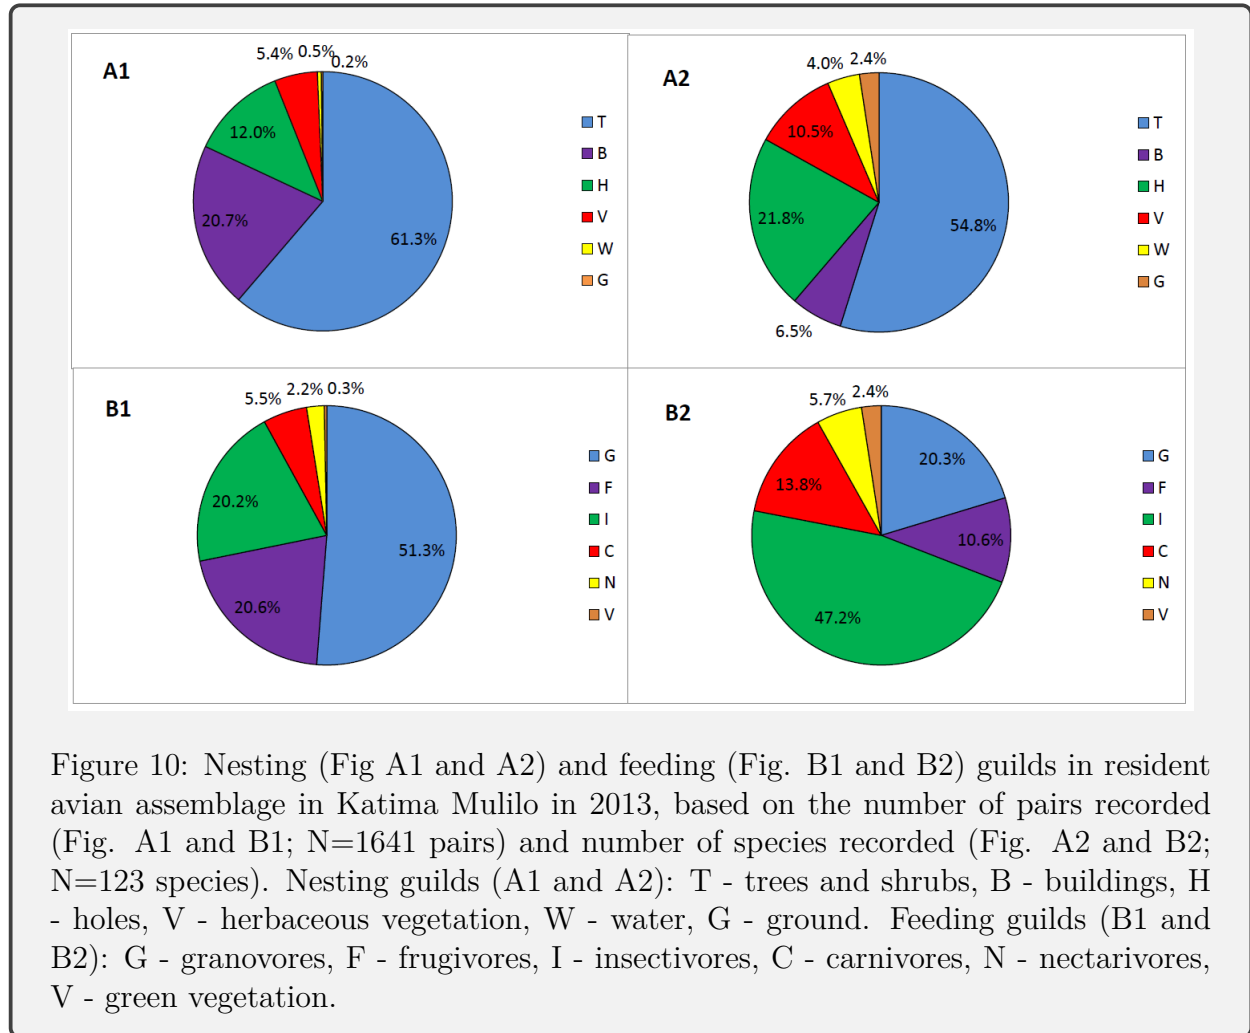 A1
5.4% 0.5%
0.2%
12.0%
20.7%
61.3%
T
B
H
V
W
G
A2
4.0% 2.4%
10.5%
21.8%
54.8%
6.5%
T
B
H
V
W
G
B1
5.5% 2.2% 0.3%
20.2%
51.3%
20.6%
G
F
I
C
N
V
B2
5.7% 2.4%
20.3%
13.8%
10.6%
47.2%
G
F
I
C
N
V
Figure 10: Nesting (Fig A1 and A2) and feeding (Fig. B1 and B2) guilds in resident
avian assemblage in Katima Mulilo in 2013, based on the number of pairs recorded
(Fig. A1 and B1; N=1641 pairs) and number of species recorded (Fig. A2 and B2;
N=123 species). Nesting guilds (A1 and A2): T - trees and shrubs, B - buildings, H
- holes, V - herbaceous vegetation, W - water, G - ground. Feeding guilds (B1 and
B2): G - granovores, F - frugivores, I - insectivores, C - carnivores, N - nectarivores,
V - green vegetation.